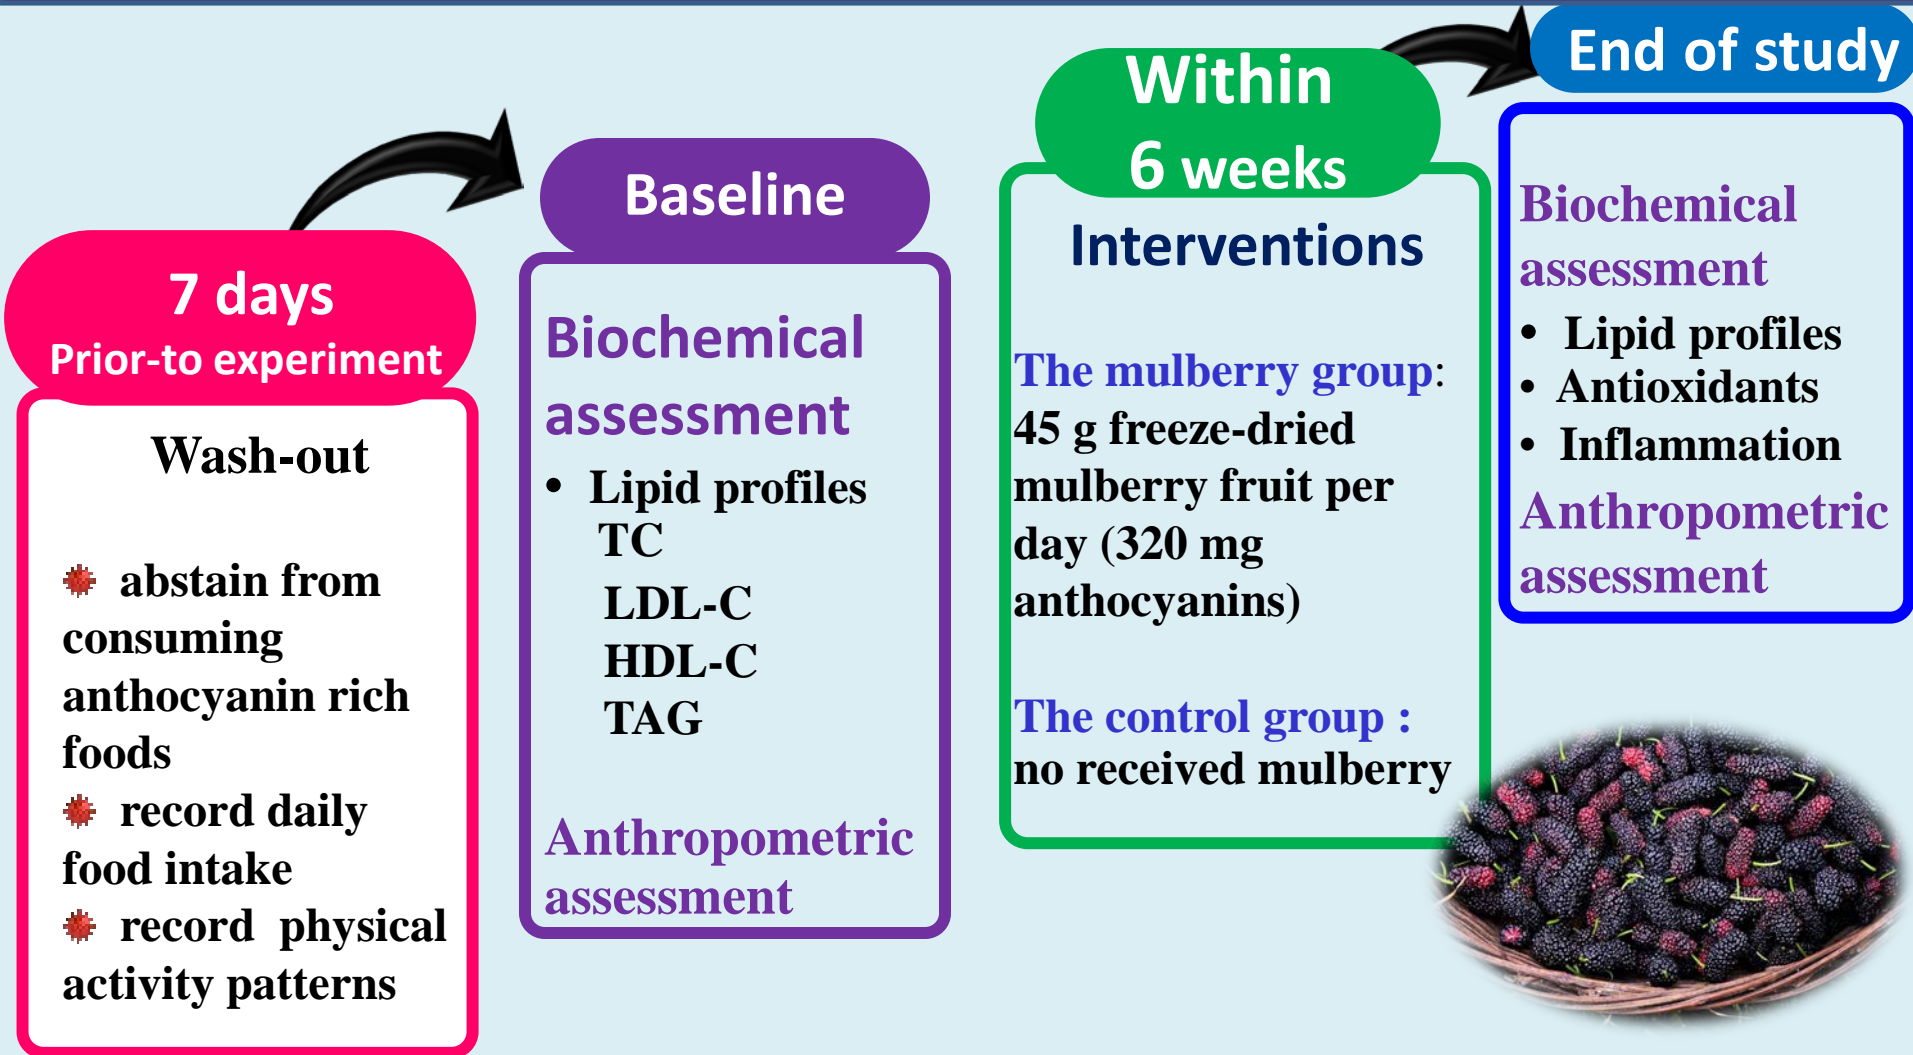 7 days
Prior-to experiment
Wash-out
abstain from
consuming
anthocyanin rich
foods
record daily
food intake
record physical
activity patterns
Baseline
Biochemical
assessment
• Lipid profiles
TC
LDL-C
HDL-C
TAG
Anthropometric
assessment
Within
6 weeks
Interventions
The mulberry group:
45 g freeze-dried
mulberry fruit per
day (320 mg
anthocyanins)
The control group :
no received mulberry
End of study
Biochemical
assessment
• Lipid profiles
• Antioxidants
• Inflammation
Anthropometric
assessment